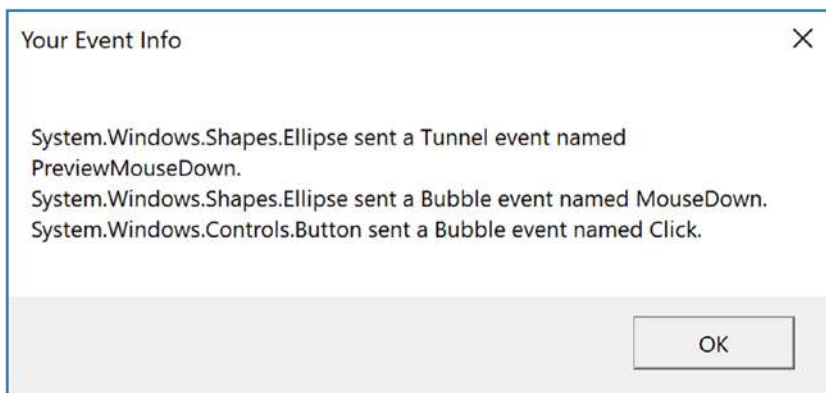 Your Event Info
System.Windows.Shapes.Ellipse sent a Tunnel event named
PreviewMouseDown.
System.Windows.Shapes.Ellipse sent a Bubble event named MouseDown.
System.Windows.Controls.Button sent a Bubble event named Click.
OK